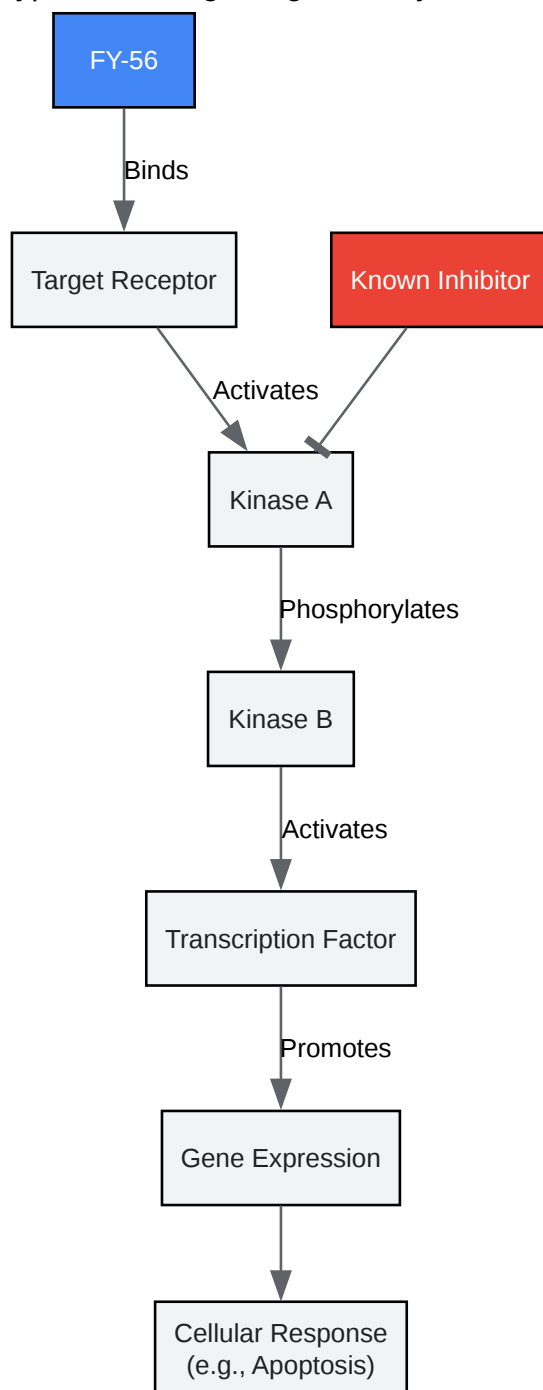 FY-56
Binds
Target Receptor
Known Inhibitor
Activates
Kinase A
Phosphorylates
Kinase B
Activates
Transcription Factor
Promotes
Gene Expression
Cellular Response
(e.g., Apoptosis)